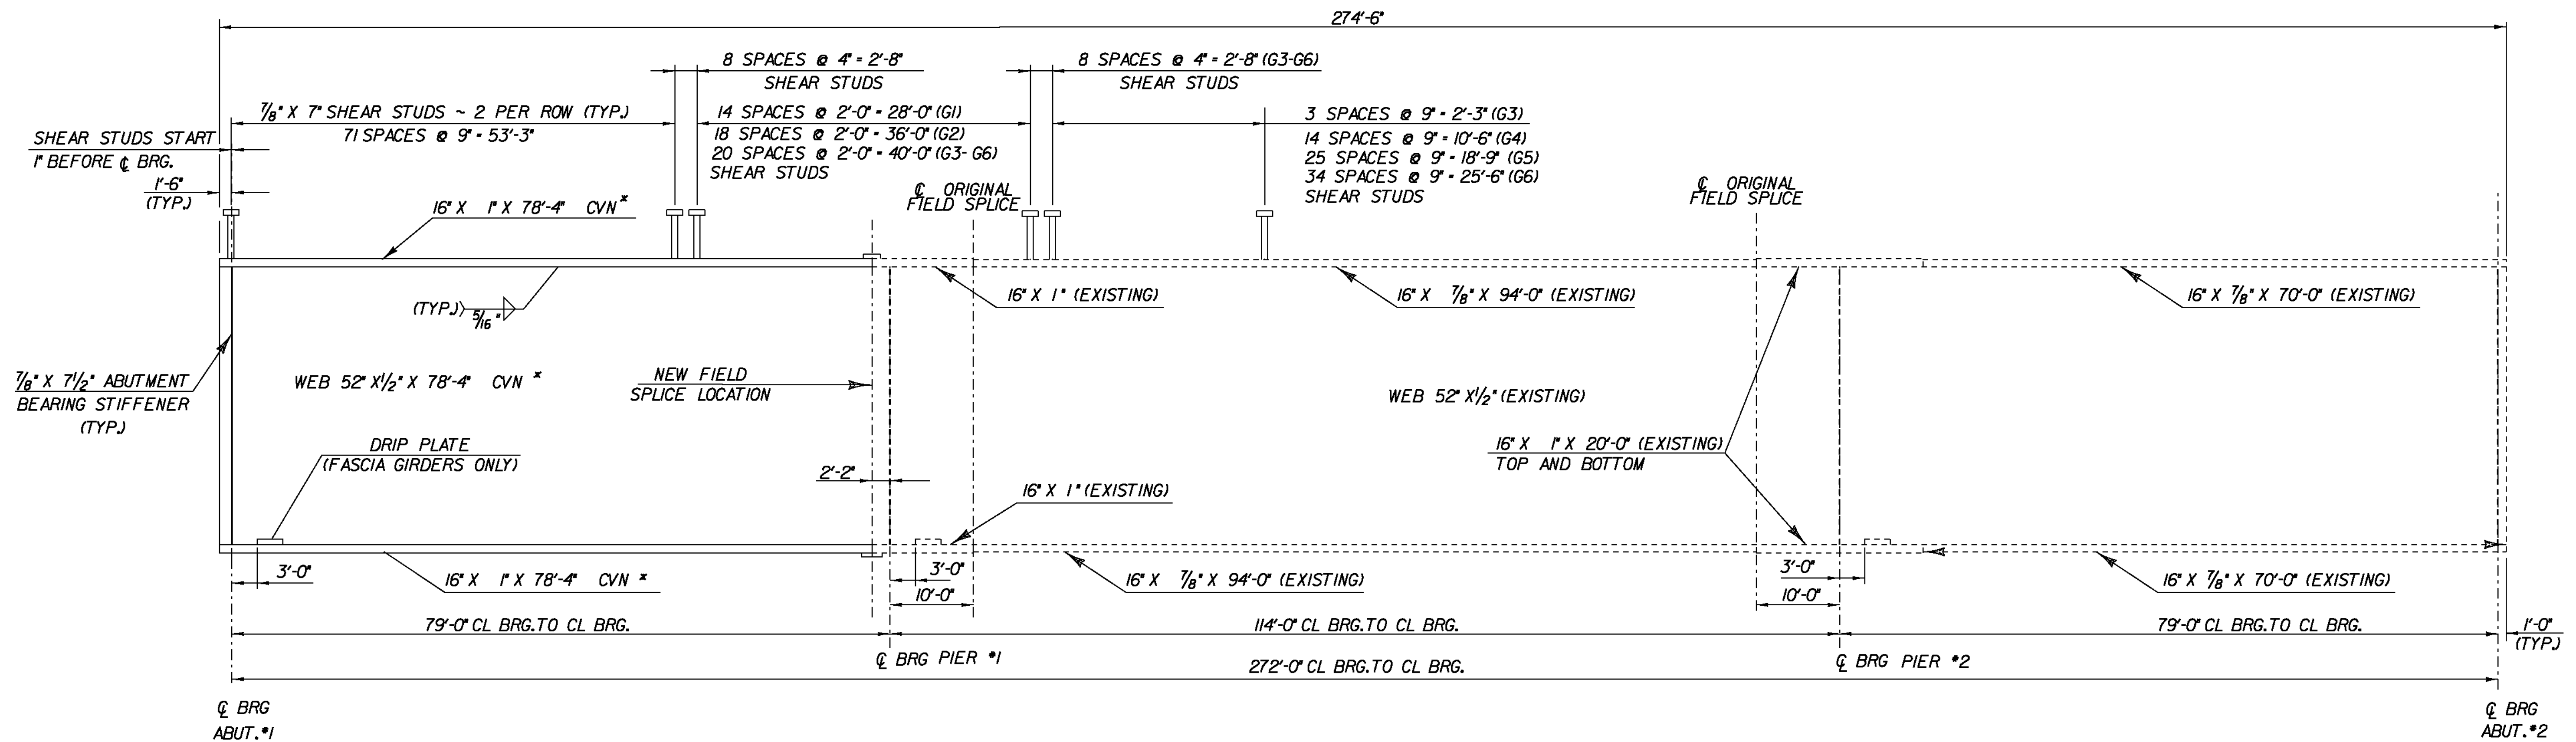 274'-6"
8 SPACES @ 4" = 2'-8"
SHEAR STUDS
8 SPACES @ 4" = 2'-8" (G3-G6)
SHEAR STUDS
7/8" X 7" SHEAR STUDS ~ 2 PER ROW (TYP.)
71 SPACES @ 9" = 53'-3"
14 SPACES @ 2'-0" = 28'-0" (G1)
18 SPACES @ 2'-0" = 36'-0" (G2)
20 SPACES @ 2'-0" = 40'-0" (G3- G6)
SHEAR STUDS
3 SPACES @ 9" = 2'-3" (G3)
14 SPACES @ 9" = 10'-6" (G4)
25 SPACES @ 9" = 18'-9" (G5)
34 SPACES @ 9" = 25'-6" (G6)
SHEAR STUDS
SHEAR STUDS START
1" BEFORE ℄ BRG.
1'-6"
(TYP.)
16" X 1" X 78'-4" CVN *
℄ ORIGINAL
FIELD SPLICE
℄ ORIGINAL
FIELD SPLICE
(TYP.) 5/16"
16" X 1" (EXISTING)
16" X 7/8" X 94'-0" (EXISTING)
16" X 7/8" X 70'-0" (EXISTING)
7/8" X 7 1/2" ABUTMENT
BEARING STIFFENER
(TYP.)
WEB 52" X 1/2" X 78'-4" CVN *
NEW FIELD
SPLICE LOCATION
WEB 52" X 1/2" (EXISTING)
DRIP PLATE
(FASCIA GIRDERS ONLY)
2'-2"
16" X 1" X 20'-0" (EXISTING)
TOP AND BOTTOM
16" X 1" (EXISTING)
3'-0"
16" X 1" X 78'-4" CVN *
3'-0"
10'-0"
16" X 7/8" X 94'-0" (EXISTING)
3'-0"
10'-0"
16" X 7/8" X 70'-0" (EXISTING)
79'-0" CL BRG. TO CL BRG.
114'-0" CL BRG. TO CL BRG.
79'-0" CL BRG. TO CL BRG.
1'-0"
(TYP.)
℄ BRG PIER #1
272'-0" CL BRG. TO CL BRG.
℄ BRG PIER #2
℄ BRG
ABUT. #1
℄ BRG
ABUT. #2